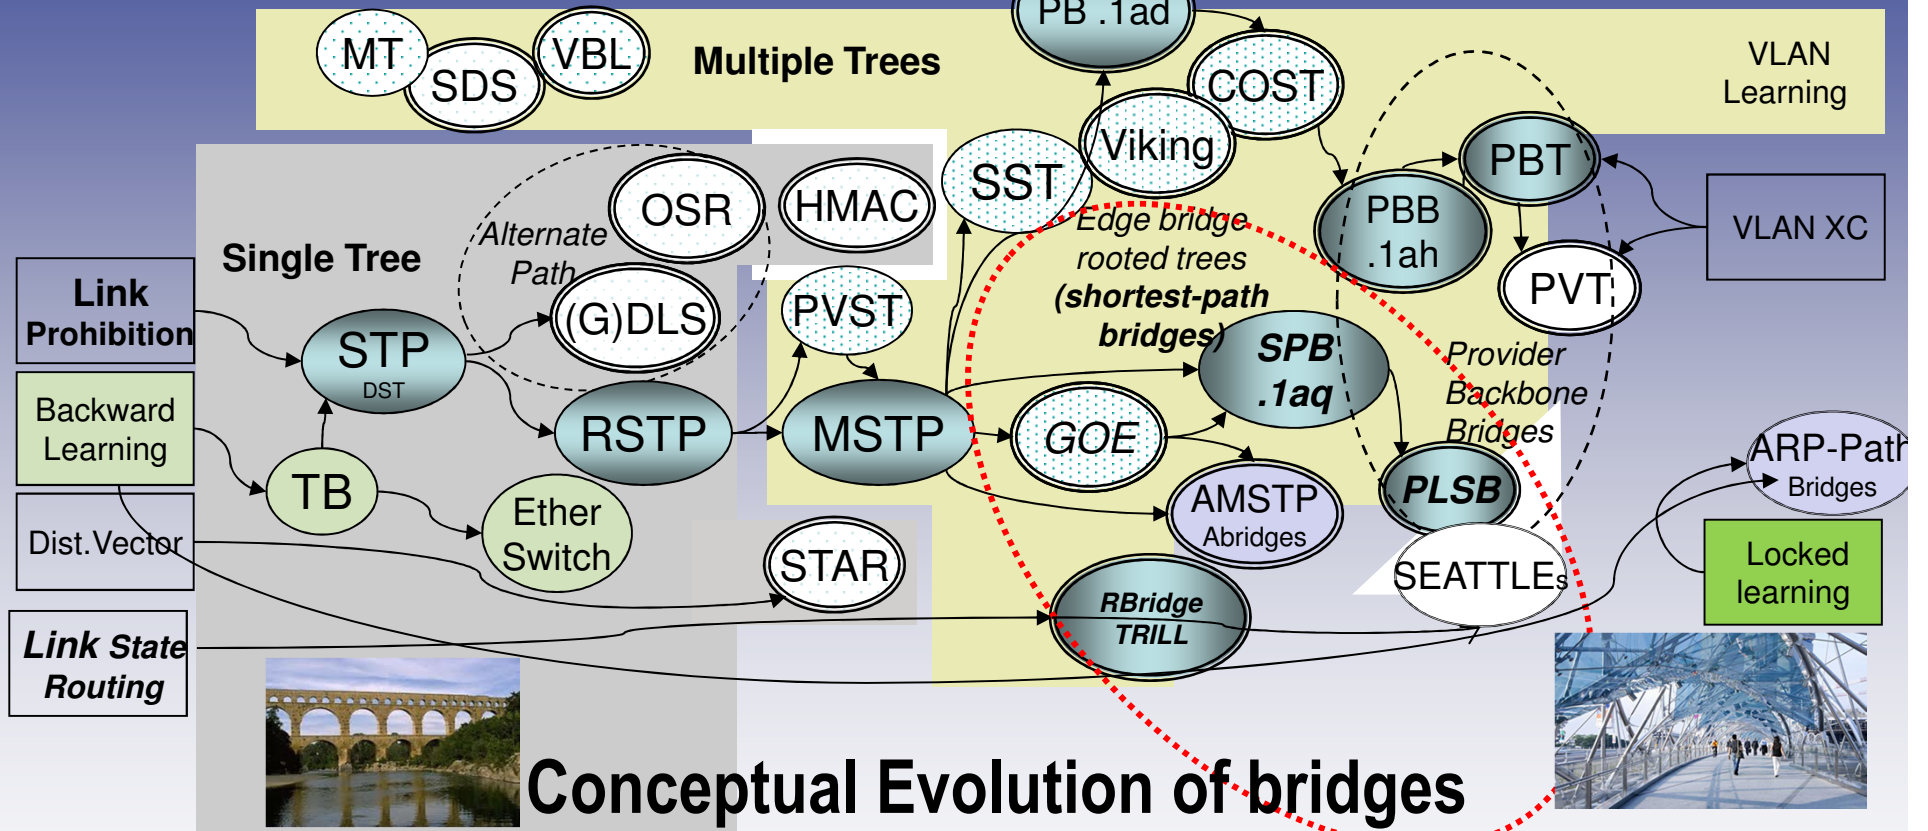 PB .1ad
MT
SDS
VBL
Multiple Trees
COST
VLAN
Learning
Viking
SST
OSR
HMAC
PBT
Alternate
Path
Single Tree
Edge bridge
rooted trees
(shortest-path
bridges)
PBB
.1ah
VLAN XC
Link
Prohibition
STP
DST
(G)DLS
PVST
PVT
SPB
.1aq
Provider
Backbone
Bridges
Backward
Learning
RSTP
MSTP
GOE
ARP-Path
Bridges
TB
Ether
Switch
AMSTP
Abridges
PLSB
Dist.Vector
STAR
SEATTLEs
Locked
learning
RBridge
TRILL
Link State
Routing
Conceptual Evolution of bridges